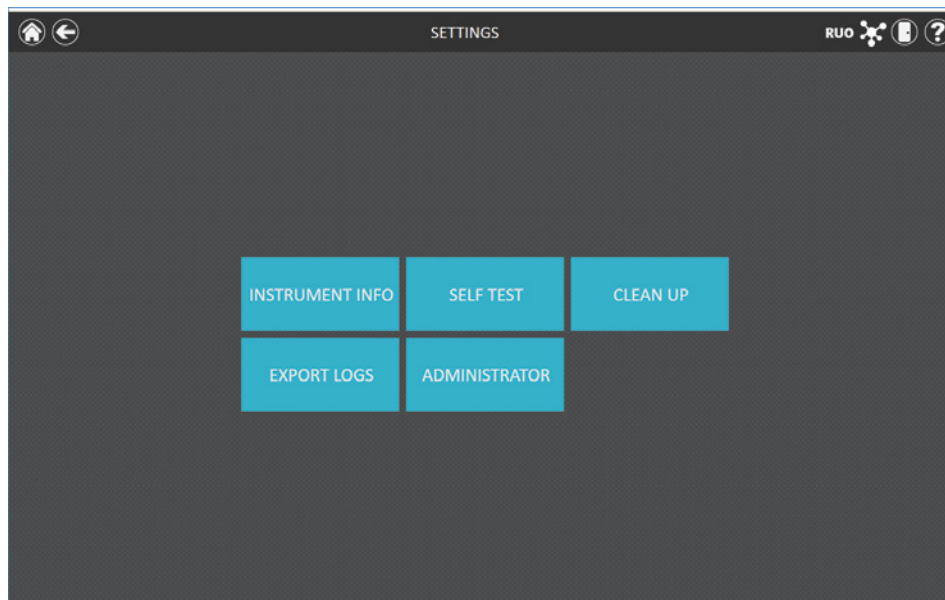 SETTINGS
RUO
?
INSTRUMENT INFO
SELF TEST
CLEAN UP
EXPORT LOGS
ADMINISTRATOR